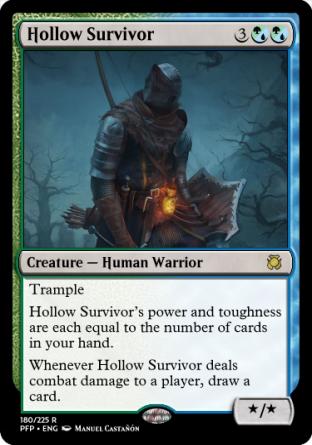 Hollow Survivor 3
Creature — Human Warrior
Trample
Hollow Survivor's power and toughness
are each equal to the number of cards
in your hand.
Whenever Hollow Survivor deals
combat damage to a player, draw a
card.
*/*
180/225 R
PFP • ENG Manuel Castañón